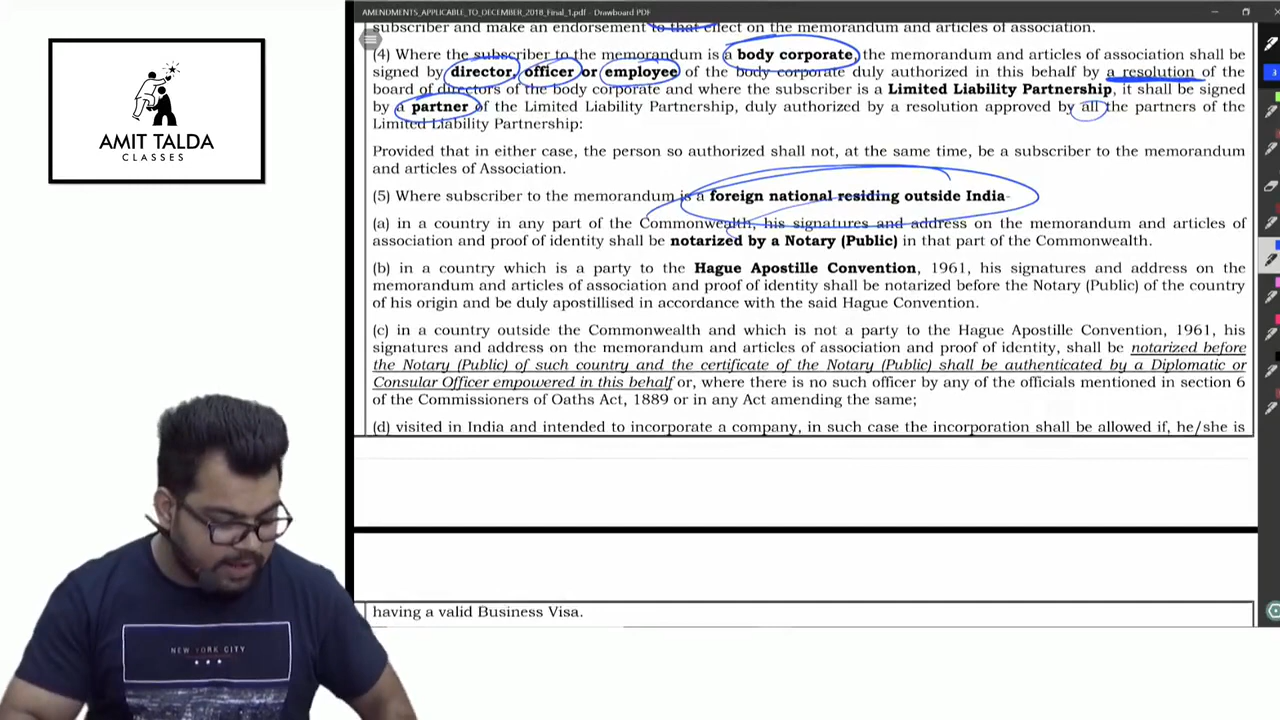 AMENDMENTS_APPLICABLE_TO_DECEMBER_2018_Final_1.pdf - Drawboard PDF
subscriber and make an endorsement to that effect on the memorandum and articles of association.
(4) Where the subscriber to the memorandum is a body corporate, the memorandum and articles of association shall be
signed by director, officer or employee of the body corporate duly authorized in this behalf by a resolution of the
board of directors of the body corporate and where the subscriber is a Limited Liability Partnership, it shall be signed
by a partner of the Limited Liability Partnership, duly authorized by a resolution approved by all the partners of the
Limited Liability Partnership:
Provided that in either case, the person so authorized shall not, at the same time, be a subscriber to the memorandum
and articles of Association.
(5) Where subscriber to the memorandum is a foreign national residing outside India-
(a) in a country in any part of the Commonwealth, his signatures and address on the memorandum and articles of
association and proof of identity shall be notarized by a Notary (Public) in that part of the Commonwealth.
(b) in a country which is a party to the Hague Apostille Convention, 1961, his signatures and address on the
memorandum and articles of association and proof of identity shall be notarized before the Notary (Public) of the country
of his origin and be duly apostillised in accordance with the said Hague Convention.
(c) in a country outside the Commonwealth and which is not a party to the Hague Apostille Convention, 1961, his
signatures and address on the memorandum and articles of association and proof of identity, shall be notarized before
the Notary (Public) of such country and the certificate of the Notary (Public) shall be authenticated by a Diplomatic or
Consular Officer empowered in this behalf or, where there is no such officer by any of the officials mentioned in section 6
of the Commissioners of Oaths Act, 1889 or in any Act amending the same;
(d) visited in India and intended to incorporate a company, in such case the incorporation shall be allowed if, he/she is
having a valid Business Visa.
AMIT TALDA
CLASSES
NEW YORK CITY
3